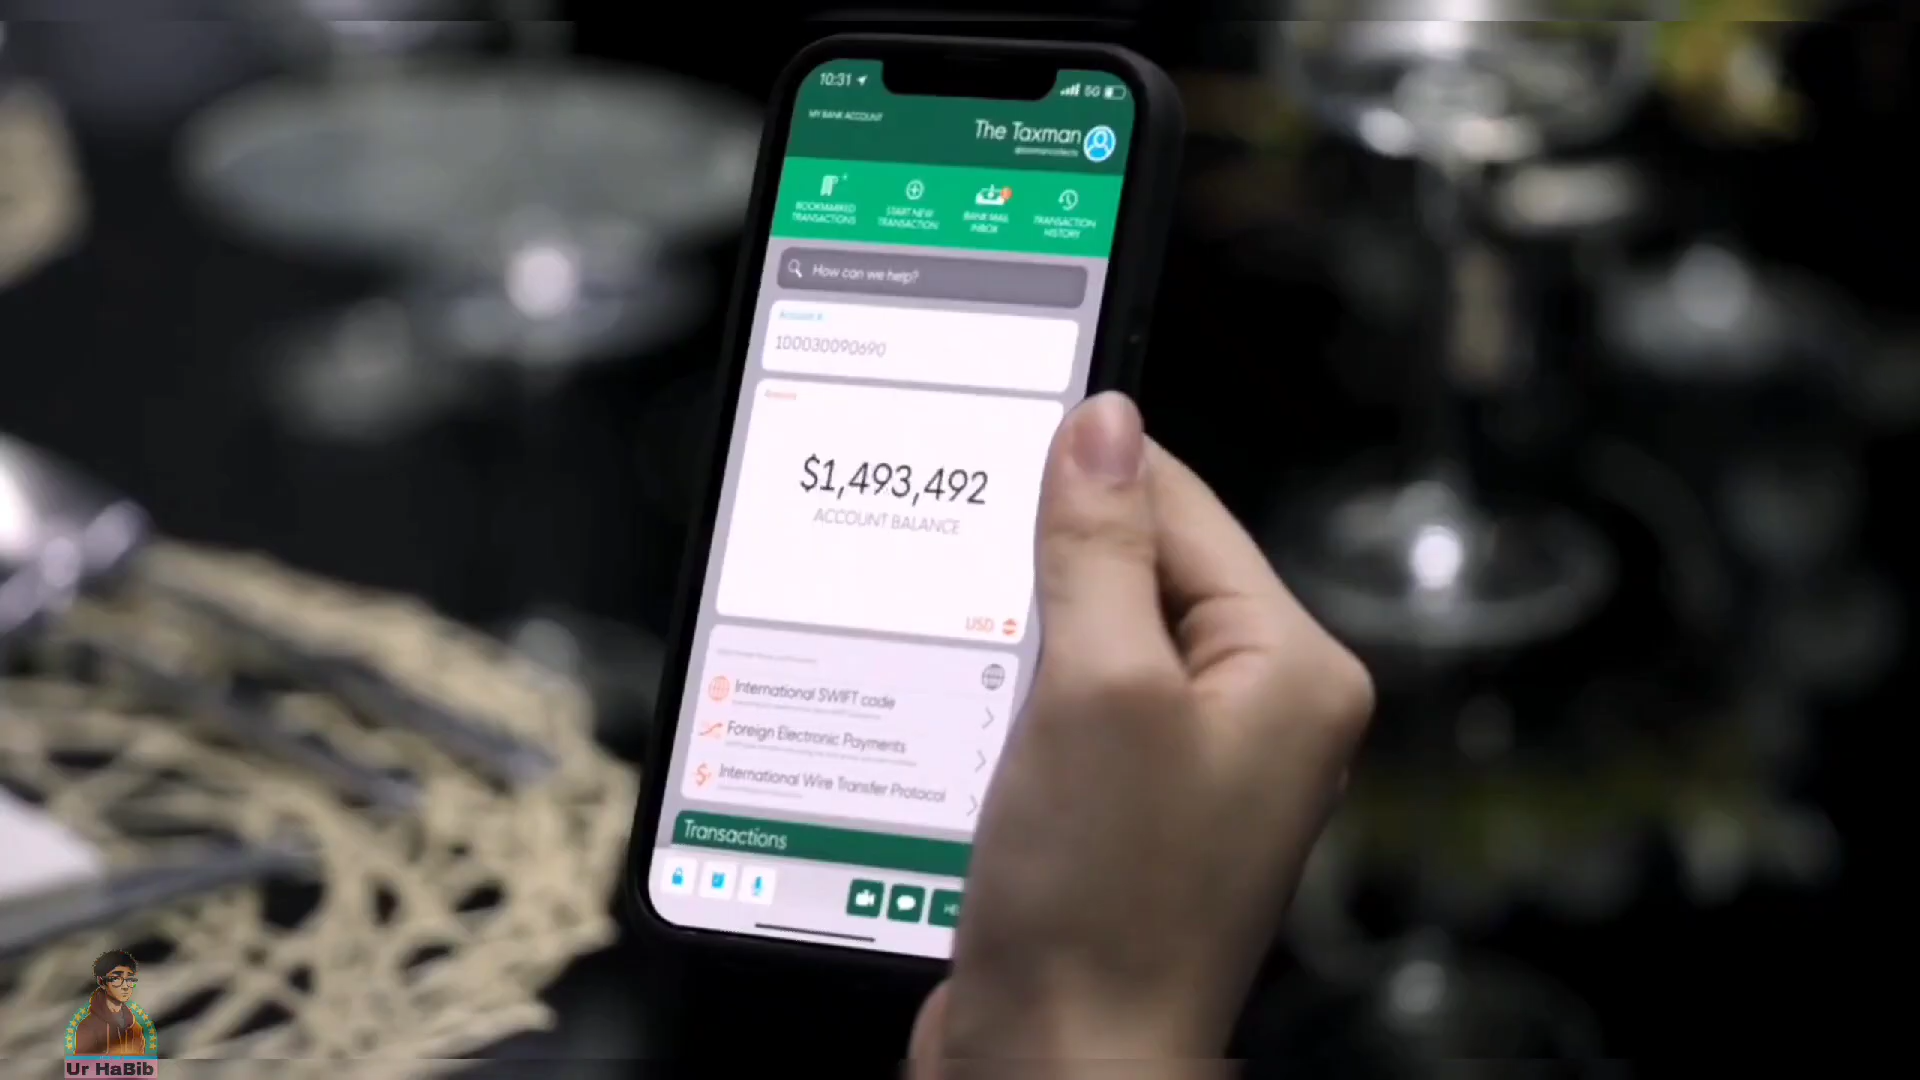 10:31
5G
MY BANK ACCOUNT
The Taxman
BOOKMARKED
TRANSACTIONS
START NEW
TRANSACTION
BANK MAIL
INBOX
TRANSACTION
HISTORY
How can we help?
Account #
100030090690
$1,493,492
ACCOUNT BALANCE
USD
International SWIFT code
Foreign Electronic Payments
International Wire Transfer Protocol
Transactions
Ur HaBib